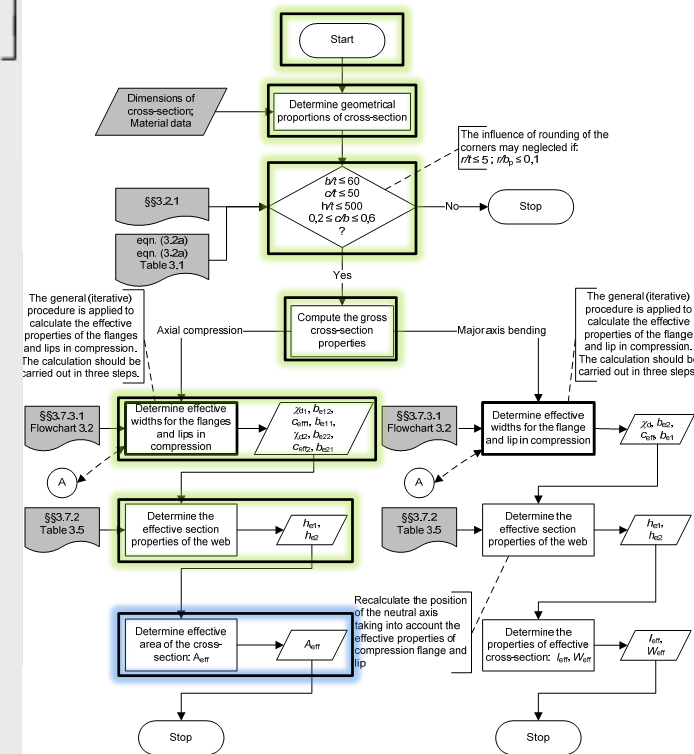 Start
Dimensions of
cross-section;
Material data
Determine geometrical
proportions of cross-section
The influence of rounding of the
corners may neglected if:
r/t ≤ 5 ; r/bp ≤ 0,1
b/t ≤ 60
c/t ≤ 50
h/t ≤ 500
0,2 ≤ c/b ≤ 0,6
?
§§3.2.1
No
Stop
eqn. (3.2a)
eqn. (3.2a)
Table 3.1
Yes
The general (iterative)
procedure is applied to
calculate the effective
properties of the flanges
and lips in compression.
The calculation should be
carried out in three steps.
Compute the gross
cross-section
properties
Axial compression
Major axis bending
The general (iterative)
procedure is applied to
calculate the effective
properties of the flange
and lip in compression.
The calculation should be
carried out in three steps
§§3.7.3.1
Flowchart 3.2
Determine effective
widths for the flanges
and lips in
compression
χd1, be12,
ceff1, be11,
χd2, be22,
ceff2, be21
§§3.7.3.1
Flowchart 3.2
Determine effective
widths for the flange
and lip in compression
χd, be2,
ceff, be1
A
A
§§3.7.2
Table 3.5
Determine the
effective section
properties of the web
he1,
he2
§§3.7.2
Table 3.5
Determine the
effective section
properties of the web
he1,
he2
Recalculate the position
of the neutral axis
taking into account the
effective properties of
compression flange and
lip
Determine effective
area of the cross-
section: Aeff
Aeff
Determine the
properties of effective
cross-section: Ieff, Weff
Ieff,
Weff
Stop
Stop